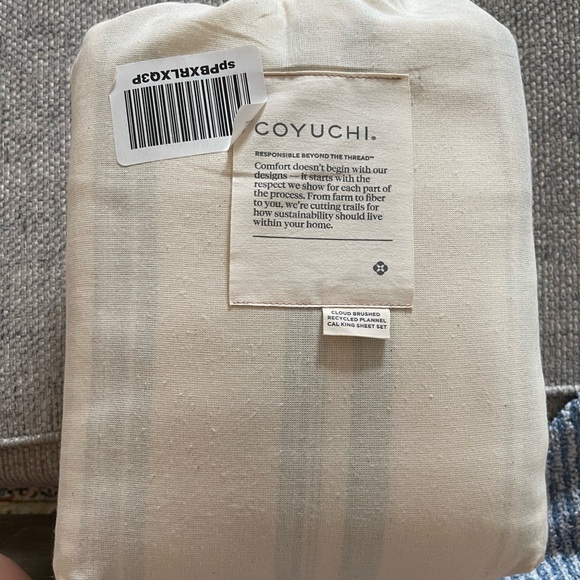 spPBXRLXQ3P
COYUCHI.
RESPONSIBLE BEYOND THE THREAD™
Comfort doesn't begin with our
designs — it starts with the
respect we show for each part of
the process. From farm to fiber
to you, we're cutting trails for
how sustainability should live
within your home.
CLOUD BRUSHED
RECYCLED FLANNEL
CAL KING SHEET SET